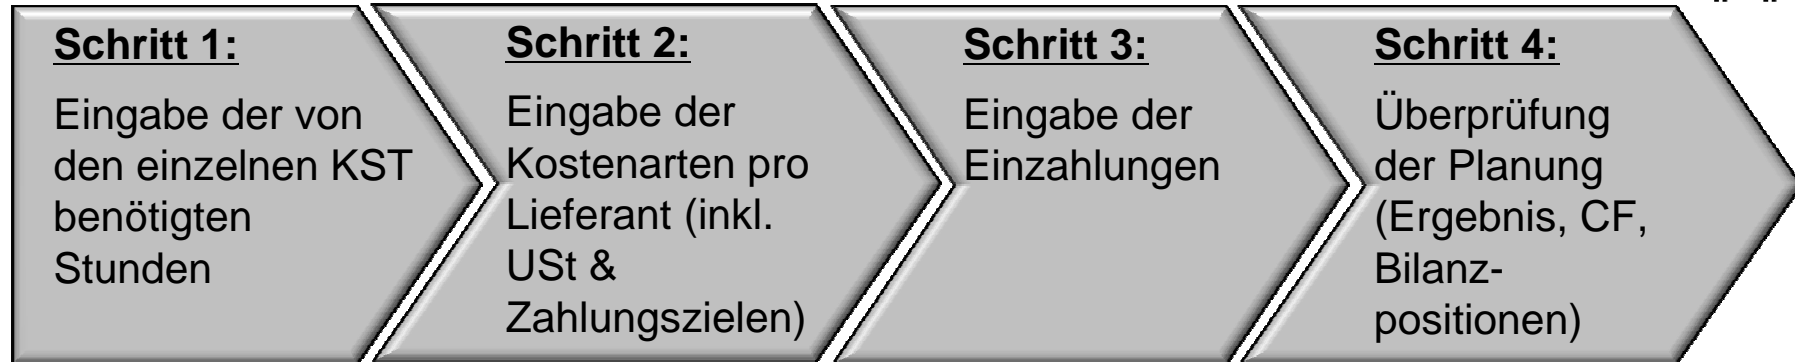 Schritt 1:
Eingabe der von
den einzelnen KST
benötigten
Stunden
Schritt 2:
Eingabe der
Kostenarten pro
Lieferant (inkl.
USt &
Zahlungszielen)
Schritt 3:
Eingabe der
Einzahlungen
Schritt 4:
Überprüfung
der Planung
(Ergebnis, CF,
Bilanz-
positionen)